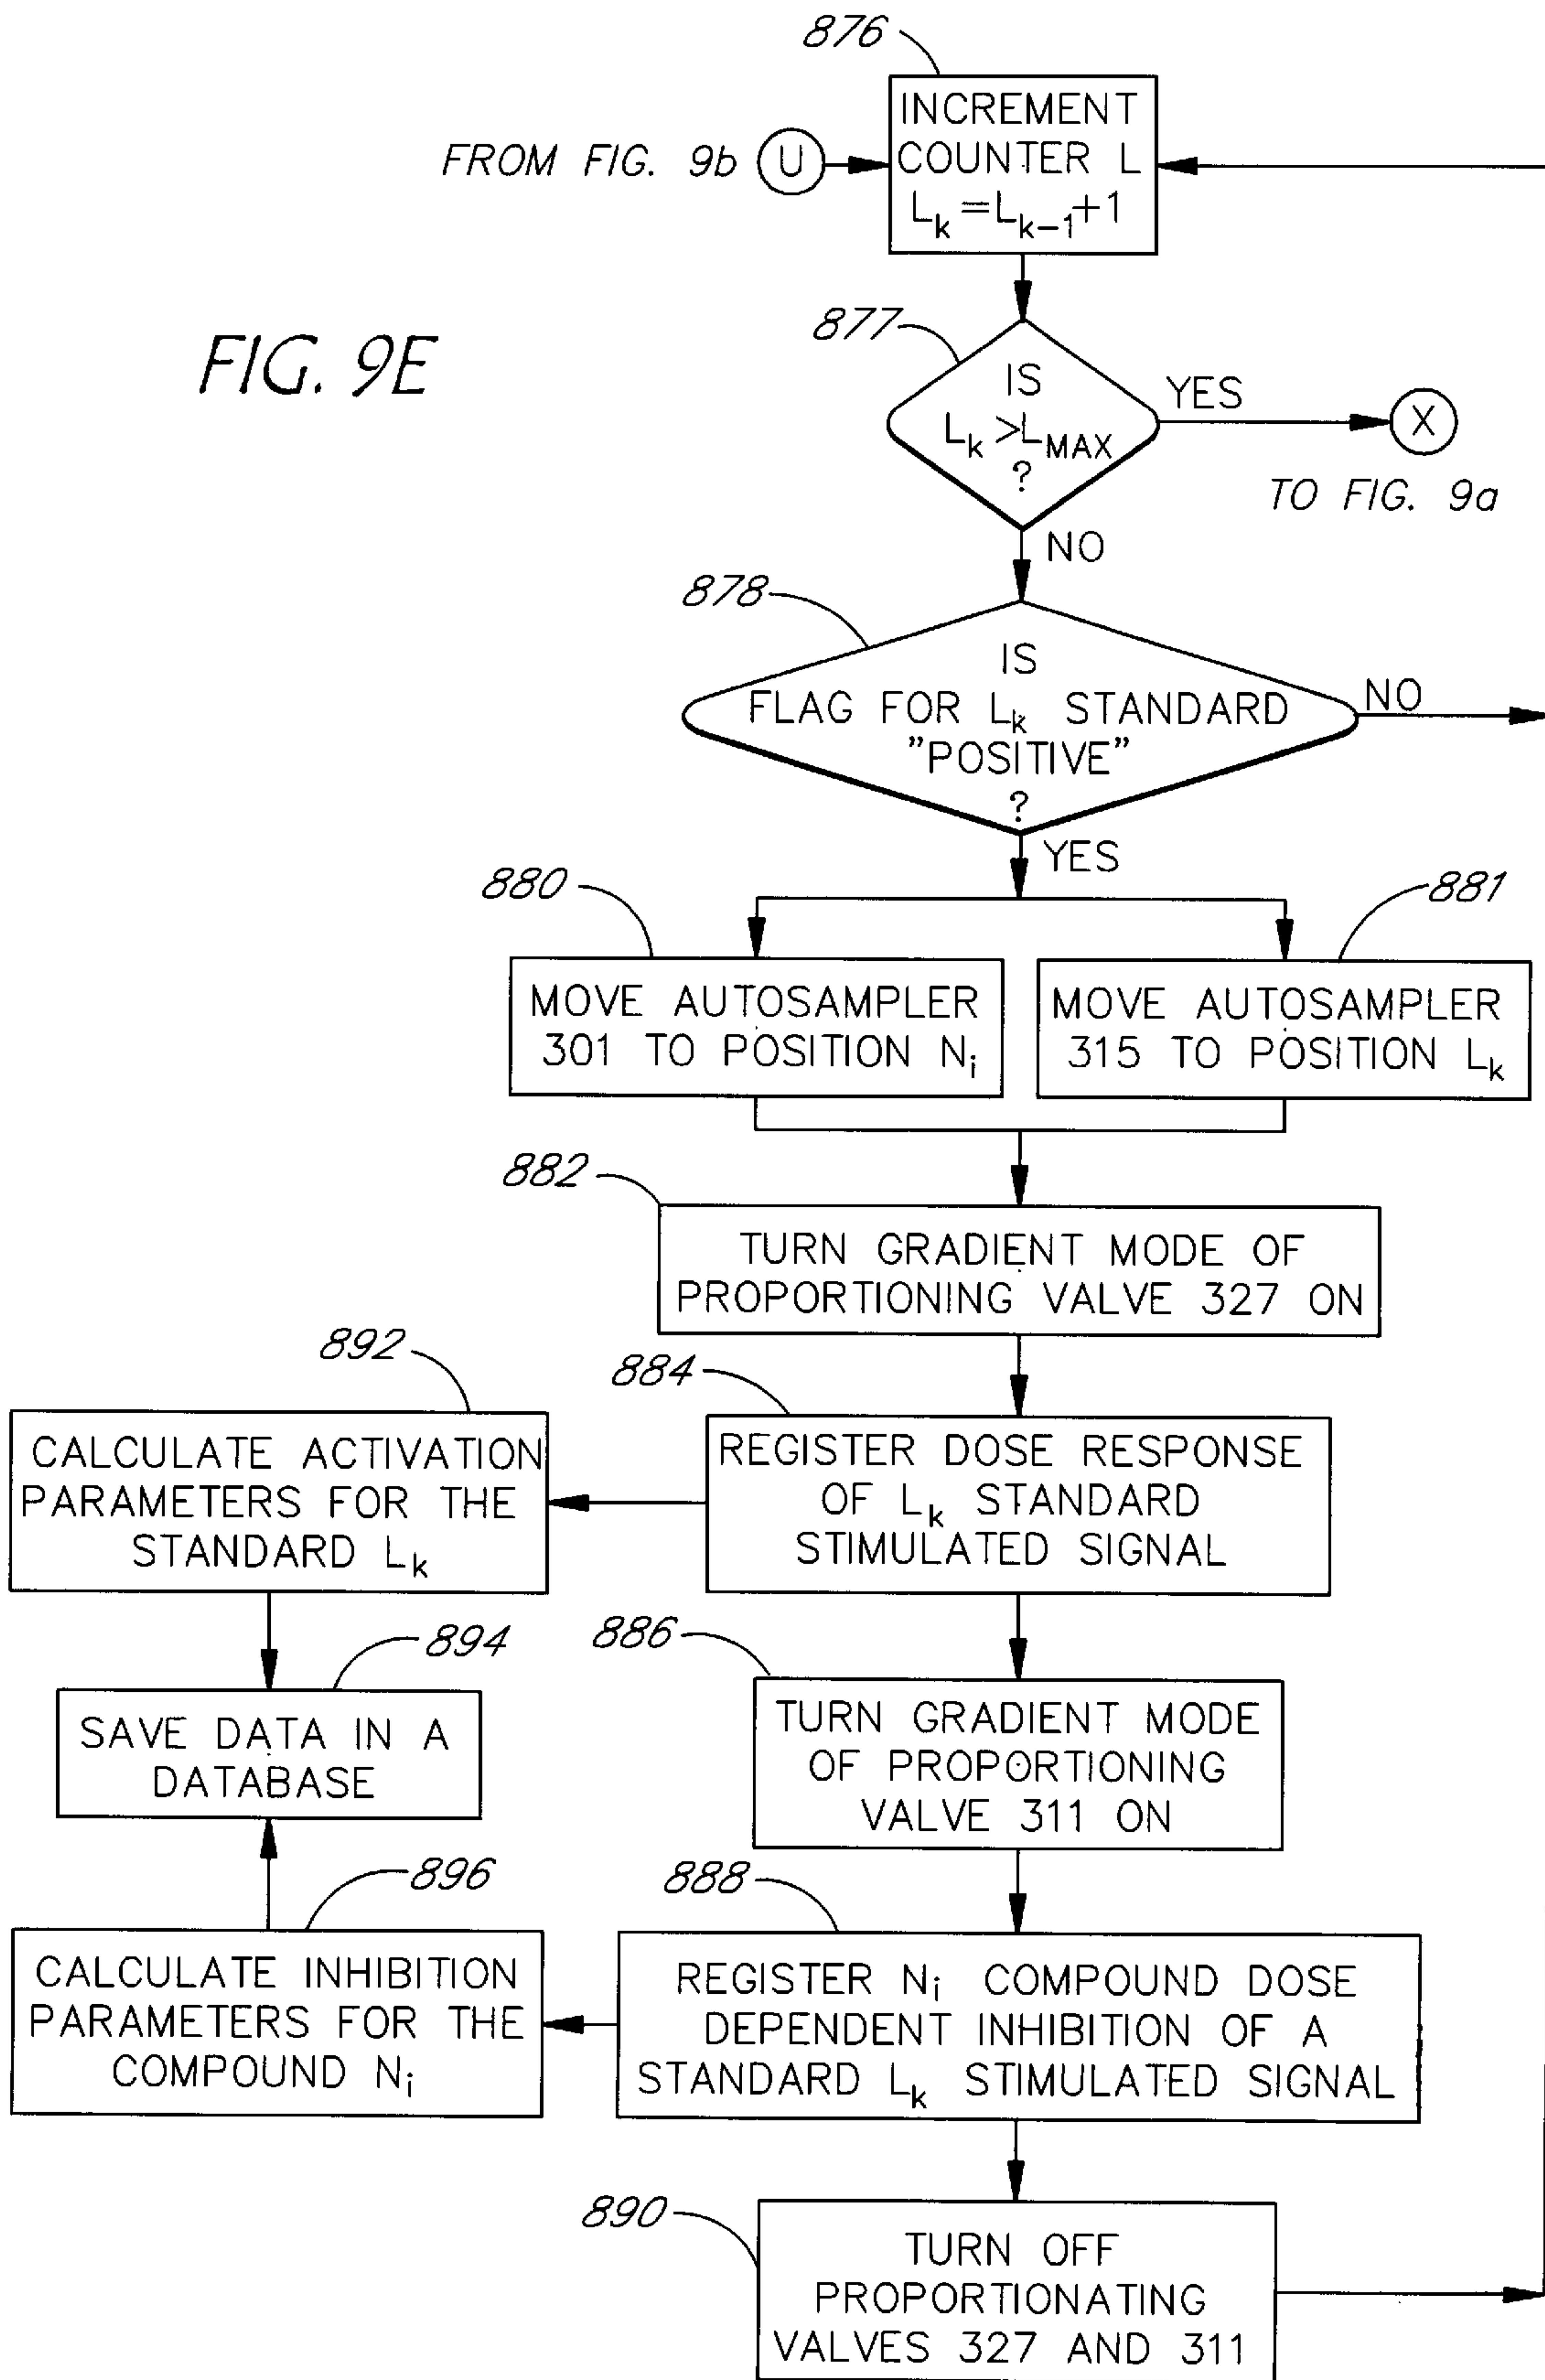 876
INCREMENT
COUNTER L
Lk=Lk-1+1
FROM FIG. 9b U
FIG. 9E
877
IS
Lk>LMAX
?
YES
X
TO FIG. 9a
NO
878
IS
FLAG FOR Lk STANDARD
"POSITIVE"
?
NO
YES
880
MOVE AUTOSAMPLER
301 TO POSITION Ni
881
MOVE AUTOSAMPLER
315 TO POSITION Lk
882
TURN GRADIENT MODE OF
PROPORTIONING VALVE 327 ON
884
REGISTER DOSE RESPONSE
OF Lk STANDARD
STIMULATED SIGNAL
892
CALCULATE ACTIVATION
PARAMETERS FOR THE
STANDARD Lk
894
SAVE DATA IN A
DATABASE
886
TURN GRADIENT MODE
OF PROPORTIONING
VALVE 311 ON
888
REGISTER Ni COMPOUND DOSE
DEPENDENT INHIBITION OF A
STANDARD Lk STIMULATED SIGNAL
896
CALCULATE INHIBITION
PARAMETERS FOR THE
COMPOUND Ni
890
TURN OFF
PROPORTIONATING
VALVES 327 AND 311